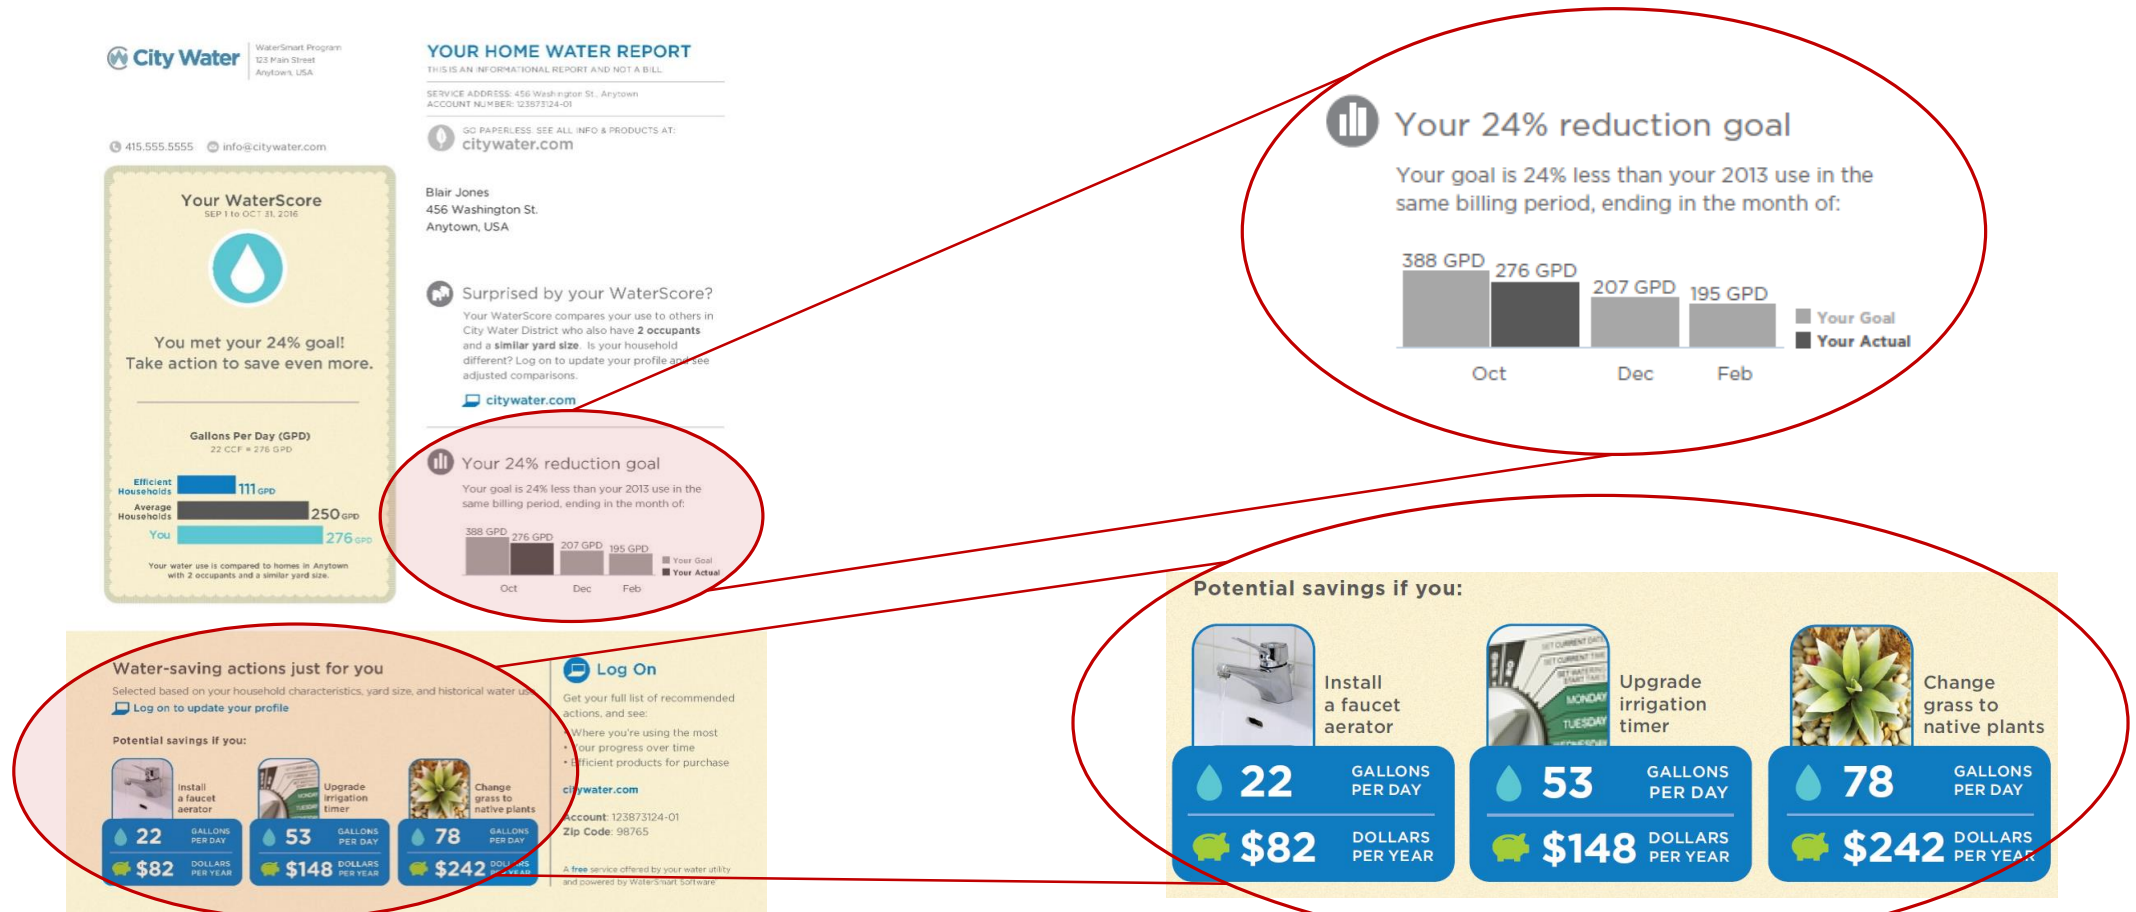 City Water
WaterSmart Program
123 Main Street
Anytown, USA
415.555.5555 info@citywater.com
YOUR HOME WATER REPORT
THIS IS AN INFORMATIONAL REPORT AND NOT A BILL
SERVICE ADDRESS: 456 Washington St., Anytown
ACCOUNT NUMBER: 123873124-01
GO PAPERLESS. SEE ALL INFO & PRODUCTS AT:
citywater.com
Blair Jones
456 Washington St.
Anytown, USA
Your WaterScore
SEP 1 to OCT 31, 2016
You met your 24% goal!
Take action to save even more.
Gallons Per Day (GPD)
22 CCF = 276 GPD
Efficient
Households
111 GPD
Average
Households
250 GPD
You
276 GPD
Your water use is compared to homes in Anytown
with 2 occupants and a similar yard size.
Surprised by your WaterScore?
Your WaterScore compares your use to others in
City Water District who also have 2 occupants
and a similar yard size. Is your household
different? Log on to update your profile and see
adjusted comparisons.
citywater.com
Your 24% reduction goal
Your goal is 24% less than your 2013 use in the
same billing period, ending in the month of:
388 GPD
276 GPD
207 GPD
195 GPD
Your Goal
Your Actual
Oct
Dec
Feb
Water-saving actions just for you
Selected based on your household characteristics, yard size, and historical water use
Log on to update your profile
Potential savings if you:
Install
a faucet
aerator
22 GALLONS
PER DAY
$82 DOLLARS
PER YEAR
Upgrade
irrigation
timer
MONDAY
TUESDAY
53 GALLONS
PER DAY
$148 DOLLARS
PER YEAR
Change
grass to
native plants
78 GALLONS
PER DAY
$242 DOLLARS
PER YEAR
Log On
Get your full list of recommended
actions, and see:
• Where you're using the most
• Your progress over time
• Efficient products for purchase
citywater.com
Account: 123873124-01
Zip Code: 98765
A free service offered by your water utility
and powered by WaterSmart Software
Your 24% reduction goal
Your goal is 24% less than your 2013 use in the
same billing period, ending in the month of:
388 GPD
276 GPD
207 GPD
195 GPD
Your Goal
Your Actual
Oct
Dec
Feb
Potential savings if you:
Install
a faucet
aerator
22 GALLONS
PER DAY
$82 DOLLARS
PER YEAR
SET CURRENT DATE
SET CURRENT TIME
SET WATERING
START TIMES
MONDAY
TUESDAY
WEDNESDAY
Upgrade
irrigation
timer
53 GALLONS
PER DAY
$148 DOLLARS
PER YEAR
Change
grass to
native plants
78 GALLONS
PER DAY
$242 DOLLARS
PER YEAR